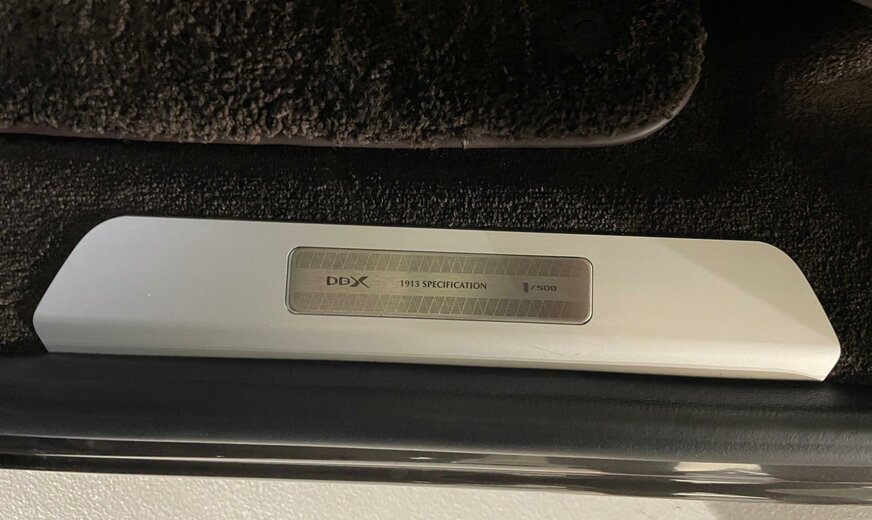 DBX 1913 SPECIFICATION 1/500